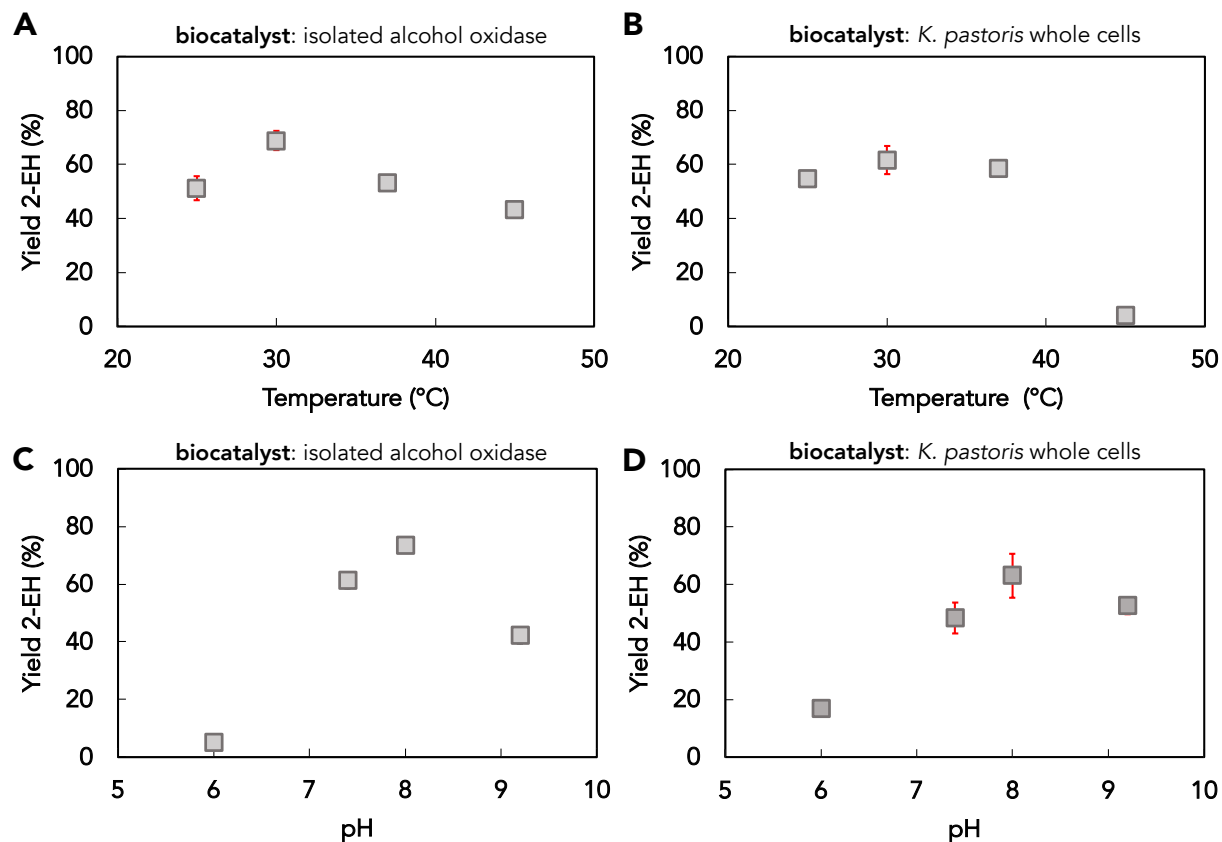 A
biocatalyst: isolated alcohol oxidase
100
80
60
40
20
0
Yield 2-EH (%)
20 30 40 50
Temperature (°C)
B
biocatalyst: K. pastoris whole cells
100
80
60
40
20
0
Yield 2-EH (%)
20 30 40 50
Temperature (°C)
C
biocatalyst: isolated alcohol oxidase
100
80
60
40
20
0
Yield 2-EH (%)
5 6 7 8 9 10
pH
D
biocatalyst: K. pastoris whole cells
100
80
60
40
20
0
Yield 2-EH (%)
5 6 7 8 9 10
pH